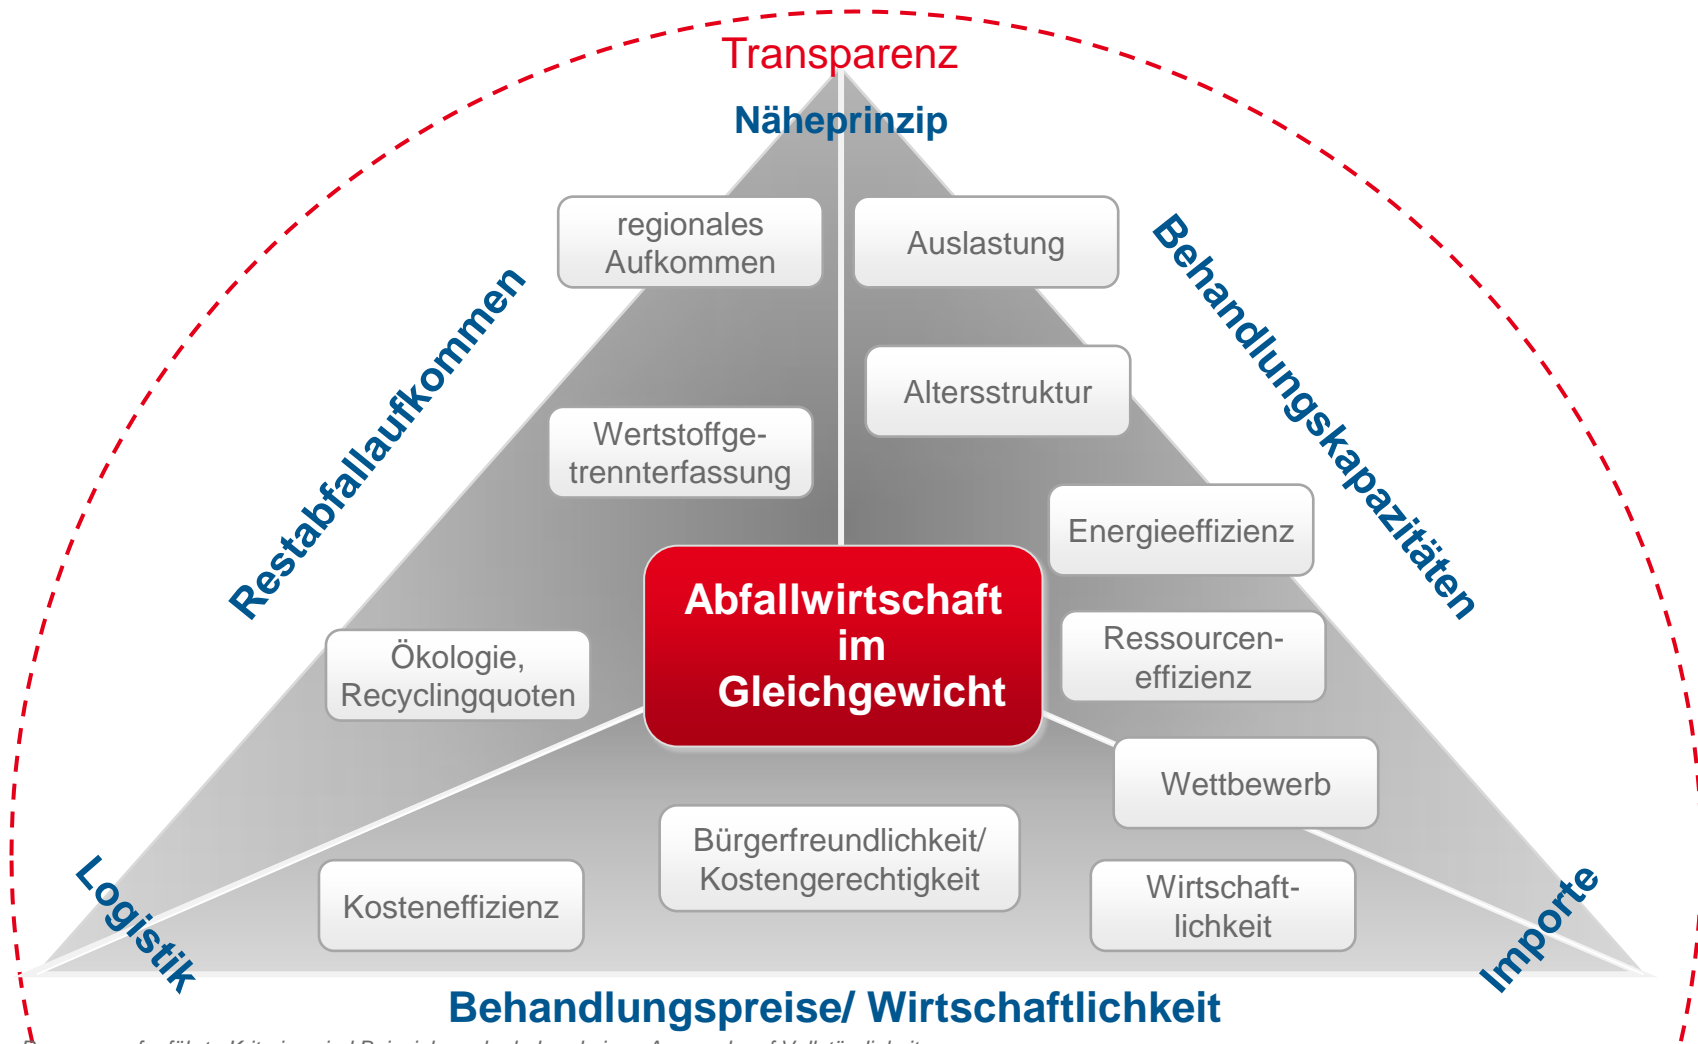 Transparenz
Näheprinzip
regionales
Aufkommen
Auslastung
Restabfallaufkommen
Behandlungskapazitäten
Altersstruktur
Wertstoffge-
trennterfassung
Energieeffizienz
Abfallwirtschaft
im
Gleichgewicht
Ökologie,
Recyclingquoten
Ressourcen-
effizienz
Wettbewerb
Bürgerfreundlichkeit/
Kostengerechtigkeit
Kosteneffizienz
Wirtschaft-
lichkeit
Logistik
Importe
Behandlungspreise/ Wirtschaftlichkeit